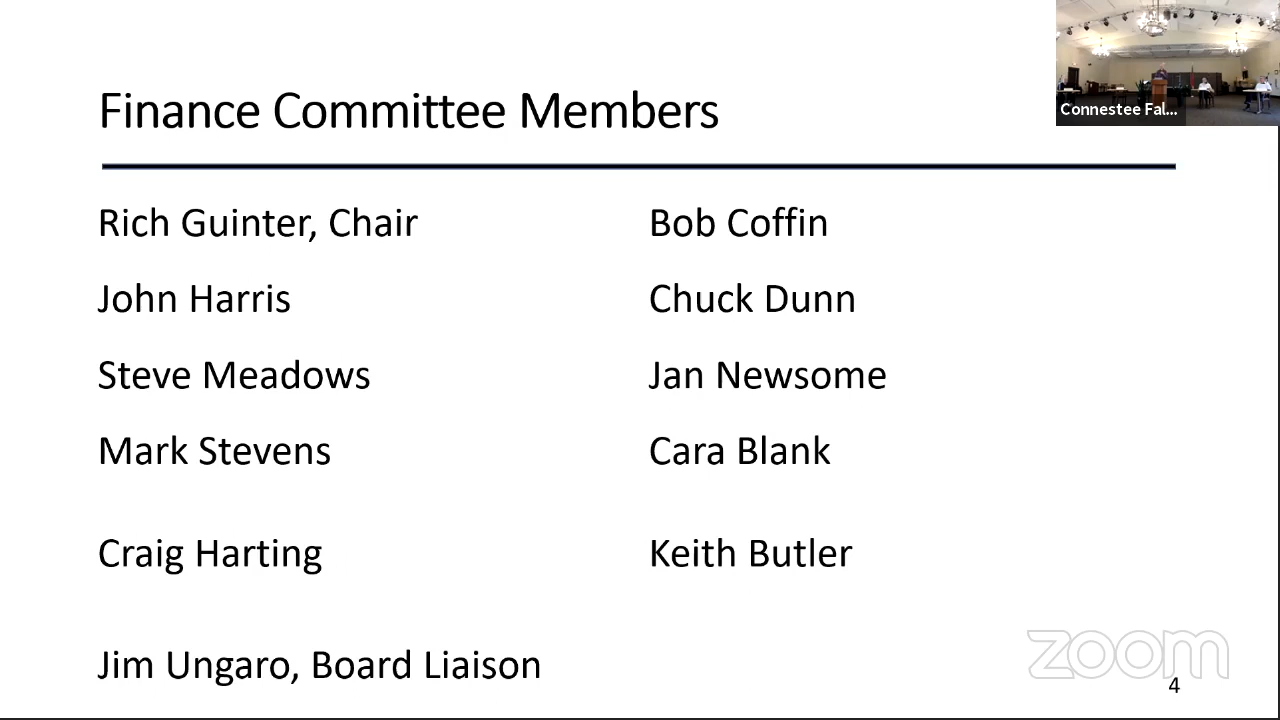 Finance Committee Members
Connestee Fal...
Rich Guinter, Chair
Bob Coffin
John Harris
Chuck Dunn
Steve Meadows
Jan Newsome
Mark Stevens
Cara Blank
Craig Harting
Keith Butler
Jim Ungaro, Board Liaison
zoom
4